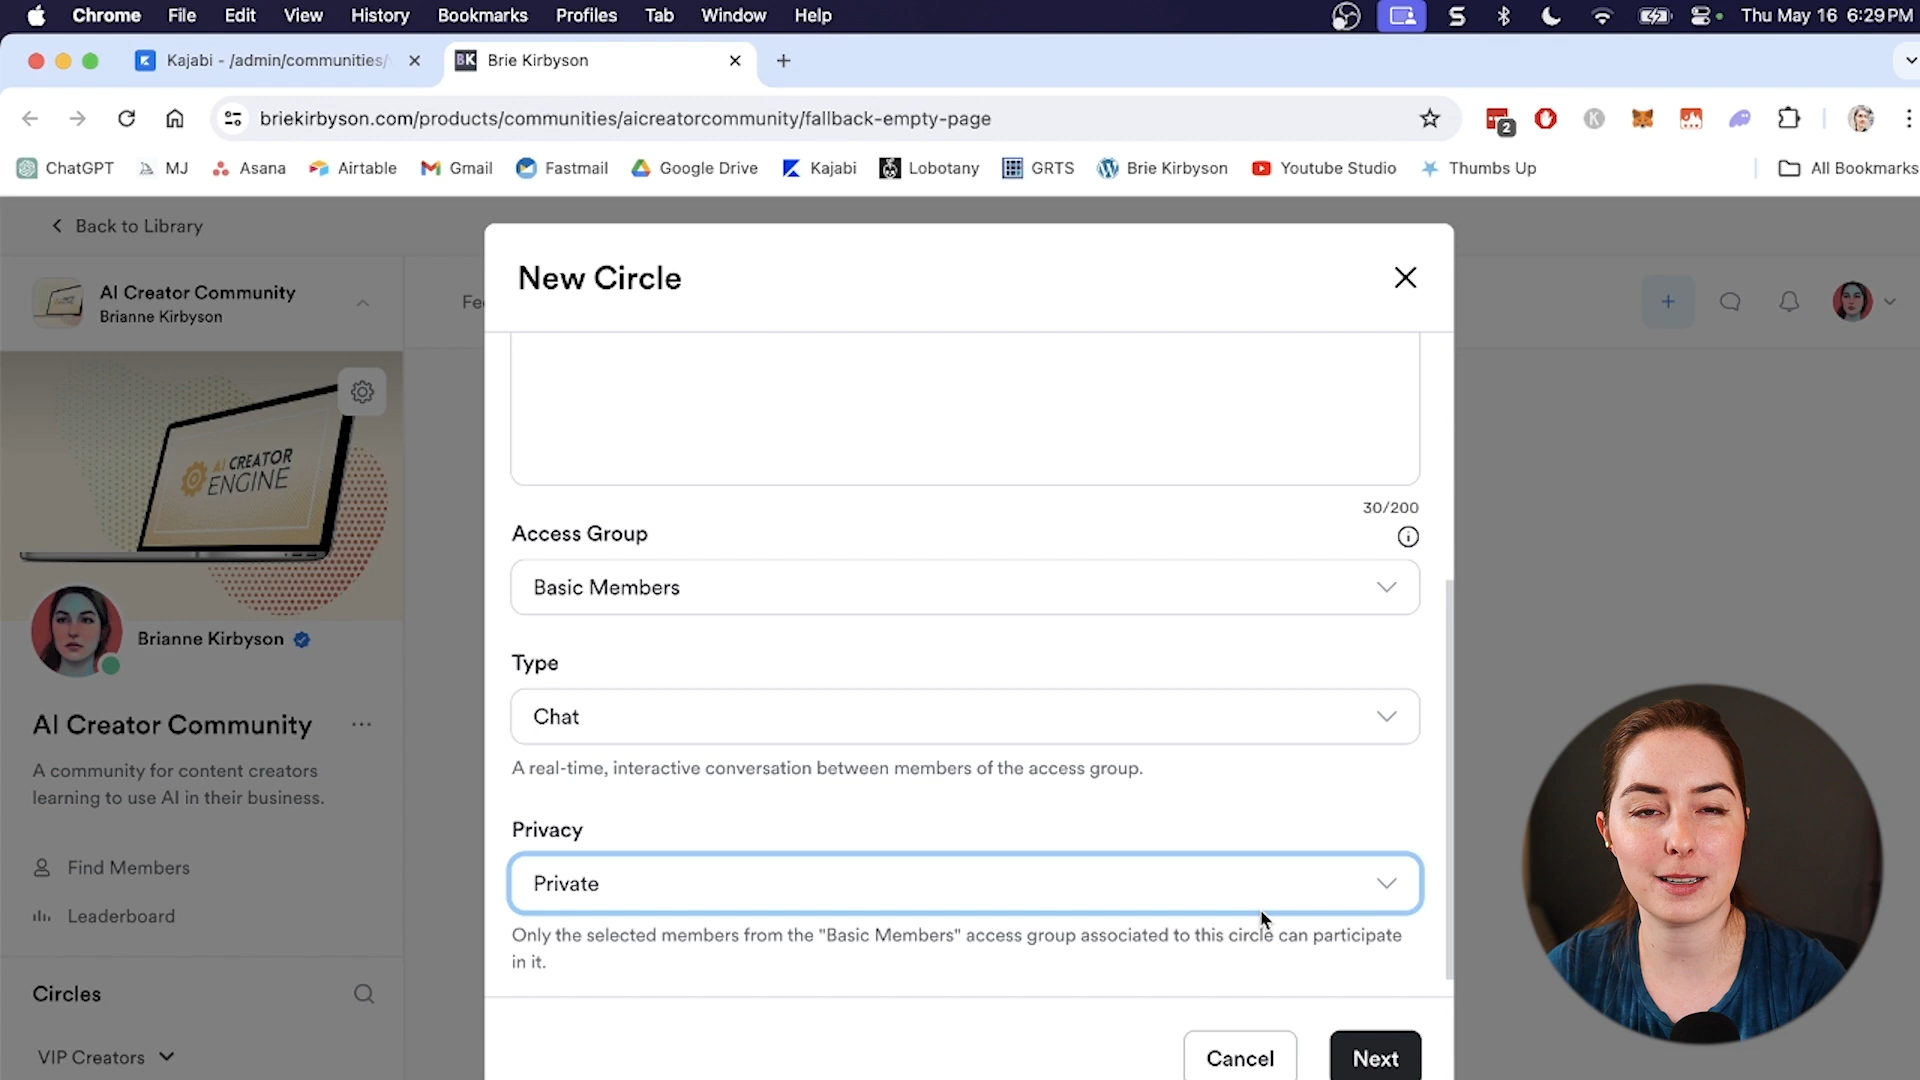 Chrome File Edit View History Bookmarks Profiles Tab Window Help Thu May 16 6:29 PM
Kajabi - /admin/communities/ Brie Kirbyson
briekirbyson.com/products/communities/aicreatorcommunity/fallback-empty-page
2
ChatGPT MJ Asana Airtable Gmail Fastmail Google Drive Kajabi Lobotany GRTS Brie Kirbyson Youtube Studio Thumbs Up All Bookmarks
Back to Library
AI Creator Community
Brianne Kirbyson
Fe
AI CREATOR
ENGINE
Brianne Kirbyson
AI Creator Community
A community for content creators
learning to use AI in their business.
Find Members
Leaderboard
Circles
VIP Creators
New Circle
30/200
Access Group
Basic Members
Type
Chat
A real-time, interactive conversation between members of the access group.
Privacy
Private
Only the selected members from the "Basic Members" access group associated to this circle can participate
in it.
Cancel Next